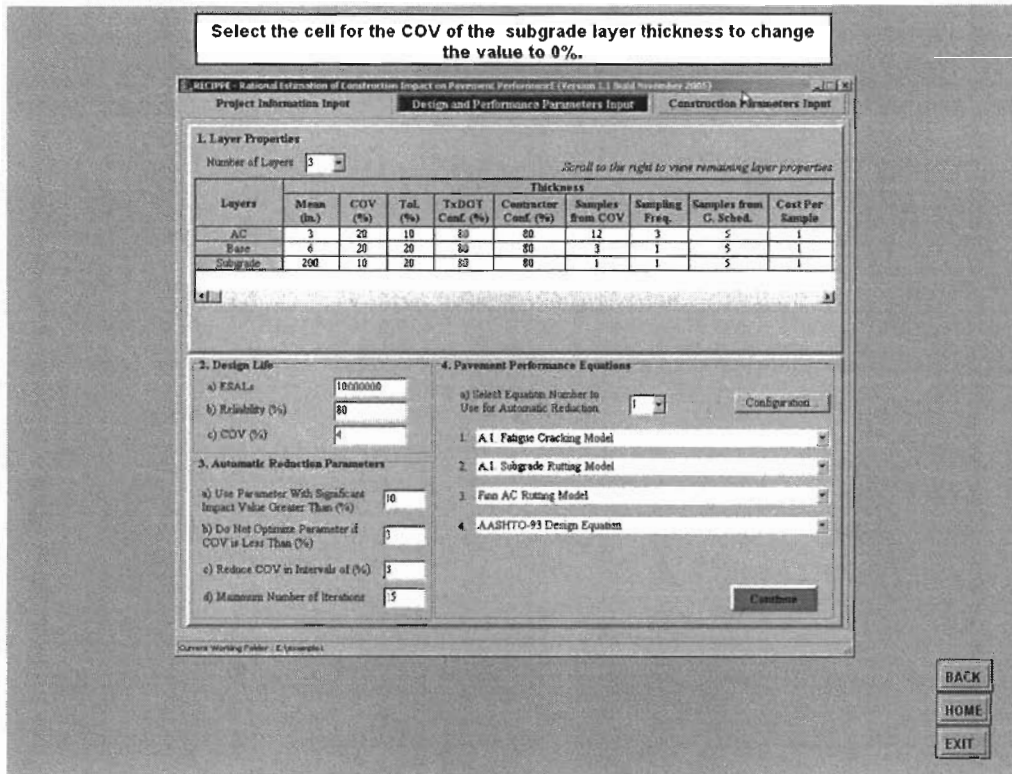 Select the cell for the COV of the subgrade layer thickness to change
the value to 0%.
RECIPPE - Rational Estimation of Construction Impact on Pavement Performance (Version 1.1 Build November 2005)
Project Information Input
Design and Performance Parameters Input
Construction Parameters Input
1. Layer Properties
Number of Layers 3
Scroll to the right to view remaining layer properties
Thickness
Layers Mean (in.) COV (%) Tol. (%) TxDOT Conf. (%) Contractor Conf. (%) Samples from COV Sampling Freq. Samples from G. Sched. Cost Per Sample
AC 3 20 10 80 80 12 3 5 1
Base 6 20 20 80 80 3 1 5 1
Subgrade 200 10 20 80 80 1 1 5 1
2. Design Life
a) ESALs 10000000
b) Reliability (%) 80
c) COV (%) 4
3. Automatic Reduction Parameters
a) Use Parameter With Significant
Impact Value Greater Than (%) 10
b) Do Not Optimize Parameter if
COV is Less Than (%) 3
c) Reduce COV in Intervals of (%) 3
d) Maximum Number of Iterations 15
4. Pavement Performance Equations
a) Select Equation Number to
Use for Automatic Reduction 1
Configuration...
1. A.I. Fatigue Cracking Model
2. A.I. Subgrade Rutting Model
3. Finn AC Rutting Model
4. AASHTO-93 Design Equation
Continue
Current Working Folder : E:\example1
BACK
HOME
EXIT